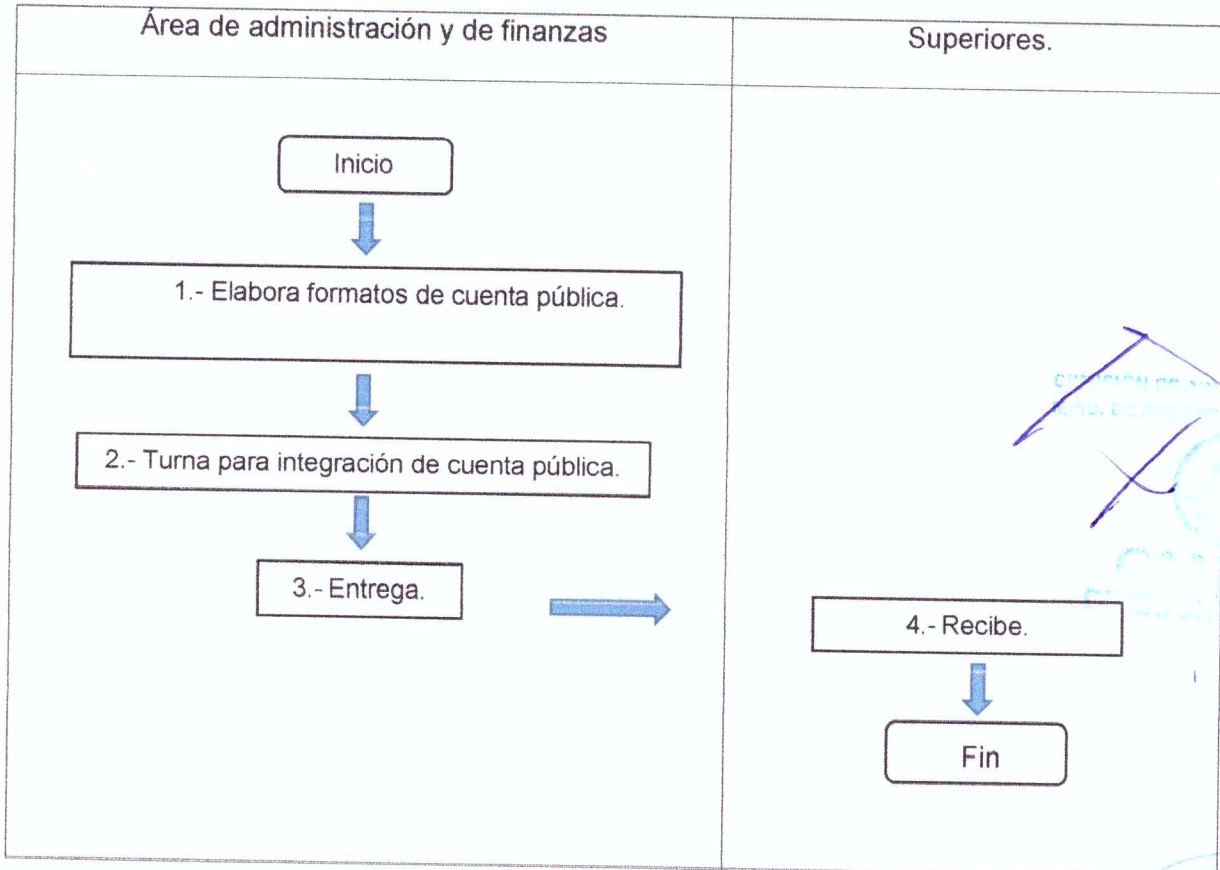 Área de administración y de finanzas
Superiores.
Inicio
1.- Elabora formatos de cuenta pública.
2.- Turna para integración de cuenta pública.
3.- Entrega.
4.- Recibe.
Fin